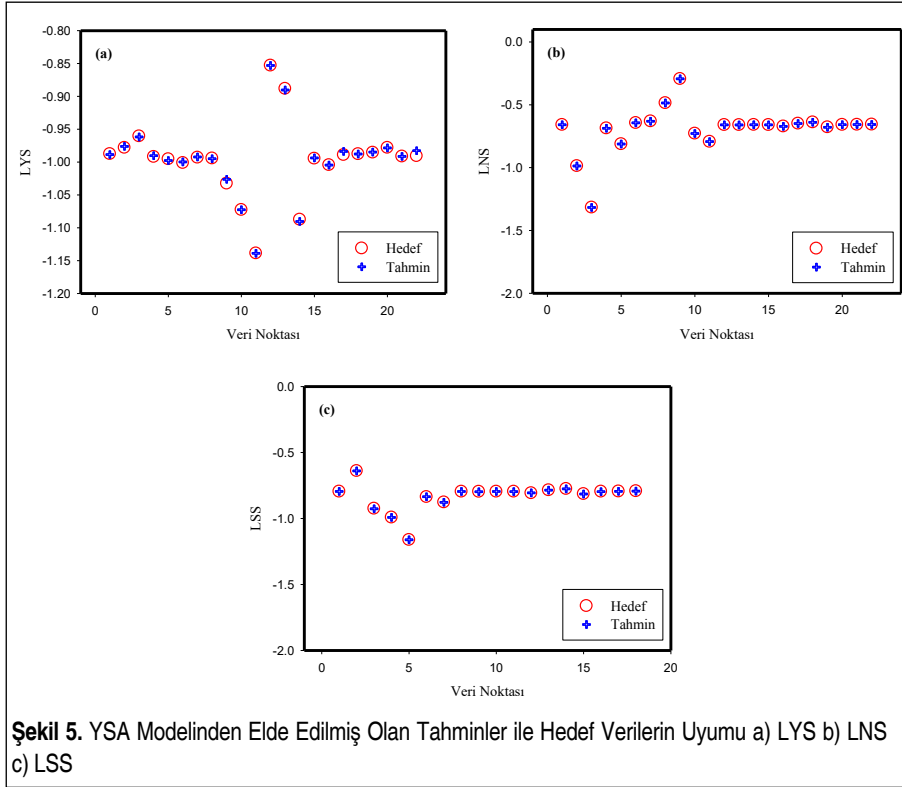 (a)
-0.80
-0.85
-0.90
-0.95
-1.00
-1.05
-1.10
-1.15
-1.20
LYS
0 5 10 15 20
Veri Noktası
Hedef
Tahmin
(b)
0.0
-0.5
-1.0
-1.5
-2.0
LNS
0 5 10 15 20
Veri Noktası
Hedef
Tahmin
(c)
0.0
-0.5
-1.0
-1.5
-2.0
LSS
0 5 10 15 20
Veri Noktası
Hedef
Tahmin
Şekil 5. YSA Modelinden Elde Edilmiş Olan Tahminler ile Hedef Verilerin Uyumu a) LYS b) LNS
c) LSS